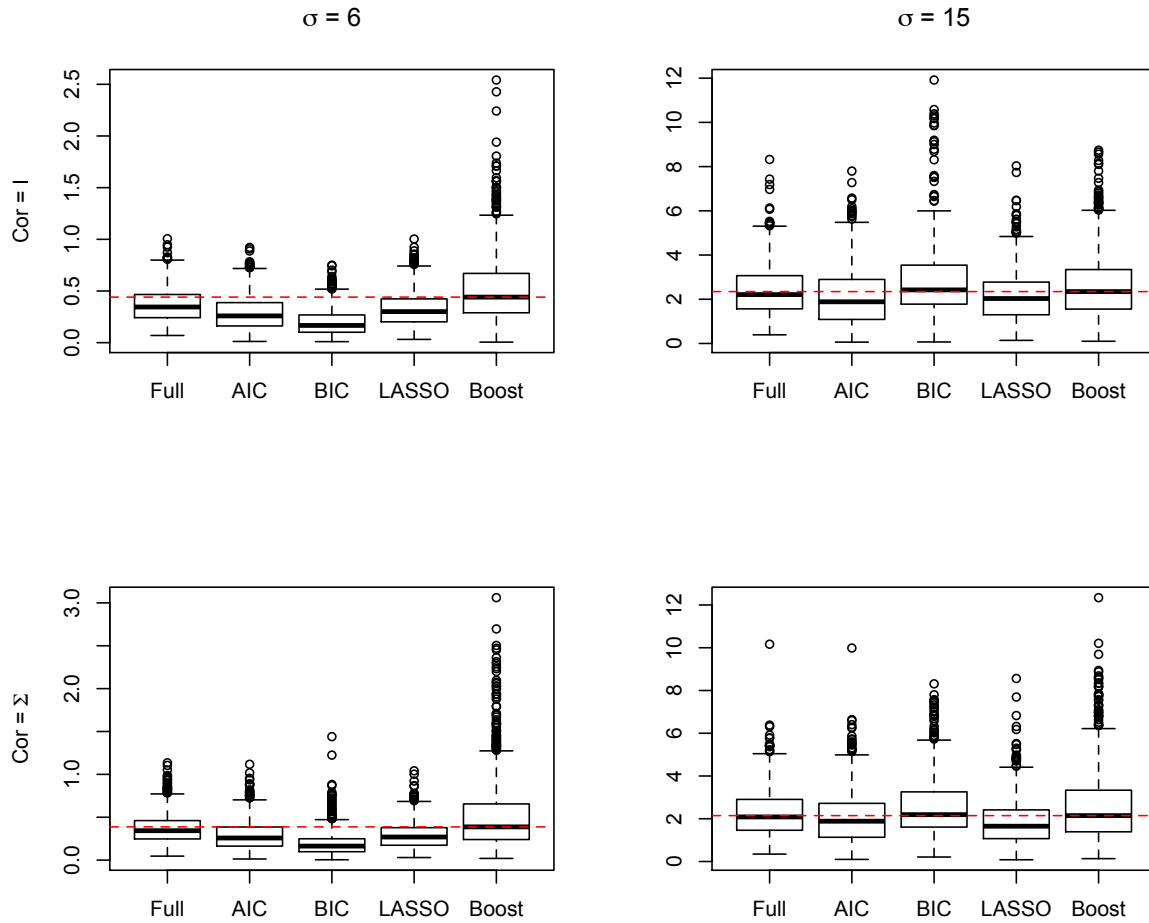 σ = 6
σ = 15
Cor = I
0.0 0.5 1.0 1.5 2.0 2.5
Full AIC BIC LASSO Boost
0 2 4 6 8 10 12
Full AIC BIC LASSO Boost
Cor = Σ
0.0 1.0 2.0 3.0
Full AIC BIC LASSO Boost
0 2 4 6 8 10 12
Full AIC BIC LASSO Boost